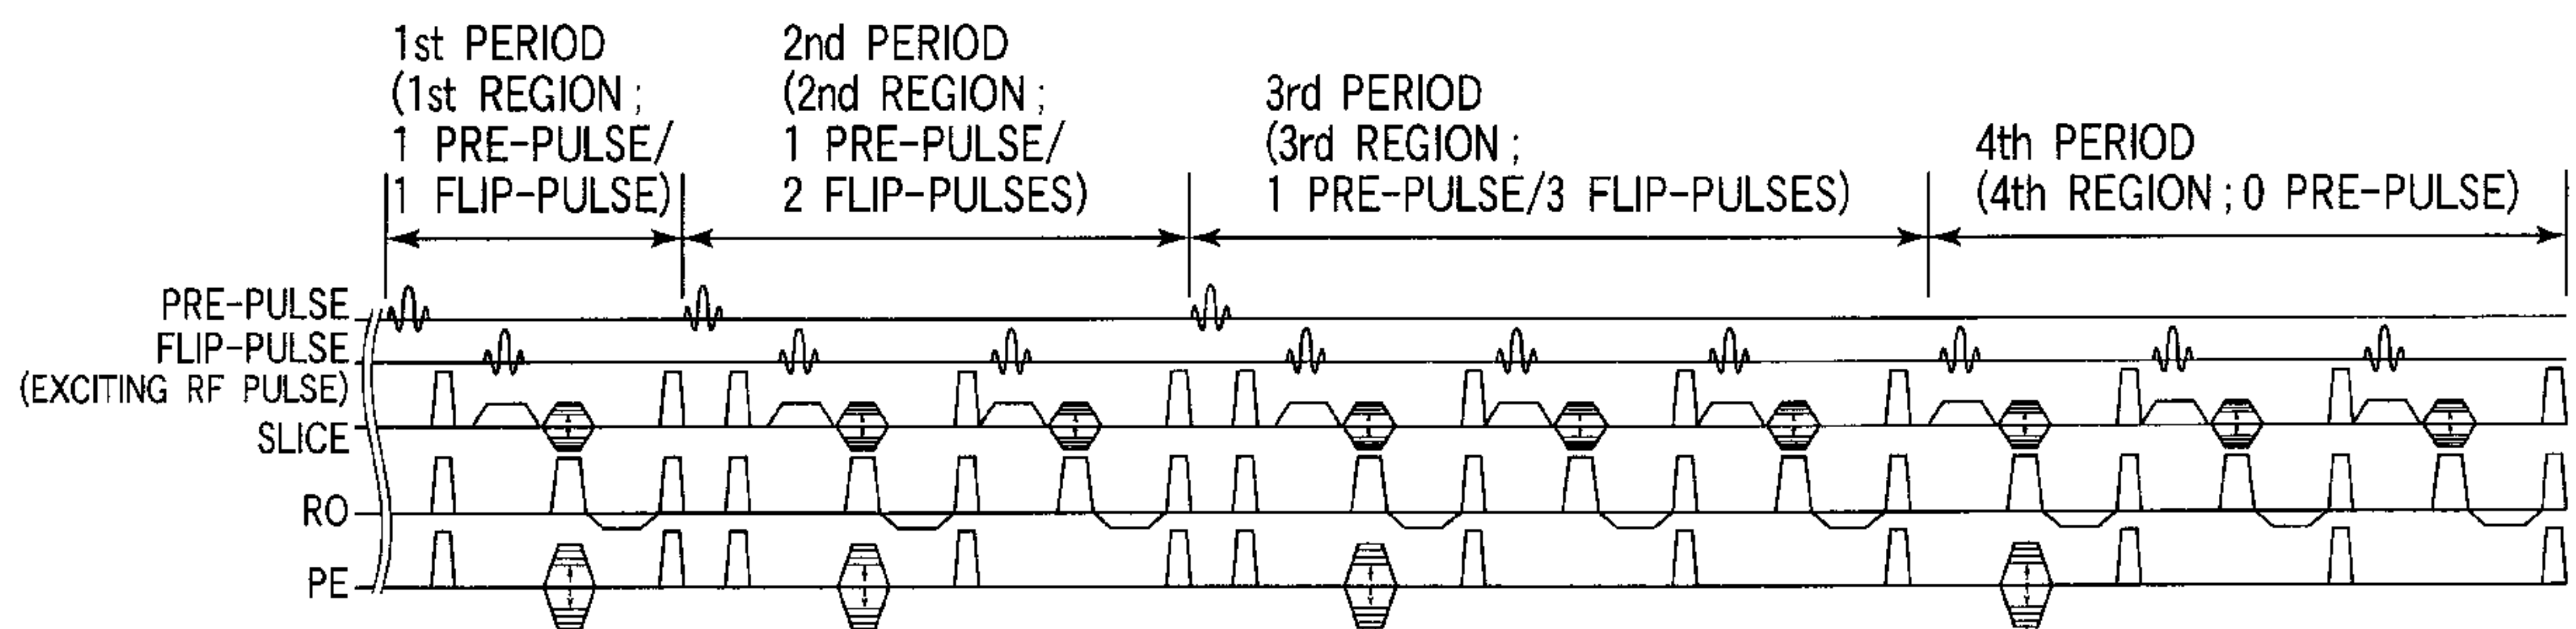 1st PERIOD
(1st REGION;
1 PRE-PULSE/
1 FLIP-PULSE)
2nd PERIOD
(2nd REGION;
1 PRE-PULSE/
2 FLIP-PULSES)
3rd PERIOD
(3rd REGION;
1 PRE-PULSE/3 FLIP-PULSES)
4th PERIOD
(4th REGION; 0 PRE-PULSE)
PRE-PULSE
FLIP-PULSE
(EXCITING RF PULSE)
SLICE
RO
PE